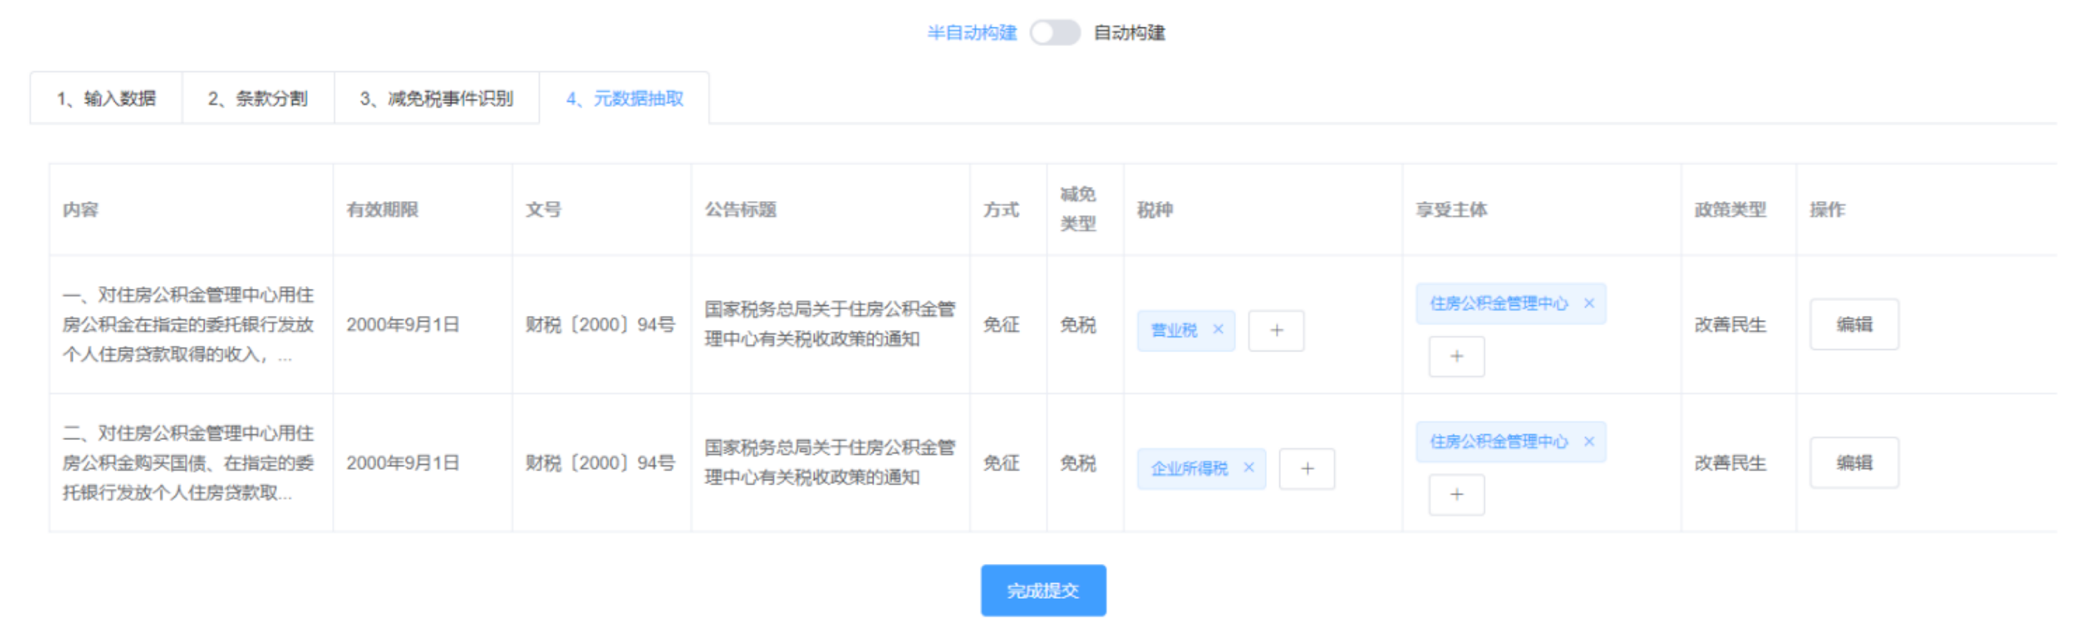 半自动构建 自动构建
1、输入数据 2、条款分割 3、减免税事件识别 4、元数据抽取
内容 有效期限 文号 公告标题 方式 减免类型 税种 享受主体 政策类型 操作
一、对住房公积金管理中心用住
房公积金在指定的委托银行发放
个人住房贷款取得的收入，...
2000年9月1日
财税〔2000〕94号
国家税务总局关于住房公积金管
理中心有关税收政策的通知
免征
免税
营业税 × +
住房公积金管理中心 ×
+
改善民生
编辑
二、对住房公积金管理中心用住
房公积金购买国债、在指定的委
托银行发放个人住房贷款取...
2000年9月1日
财税〔2000〕94号
国家税务总局关于住房公积金管
理中心有关税收政策的通知
免征
免税
企业所得税 × +
住房公积金管理中心 ×
+
改善民生
编辑
完成提交